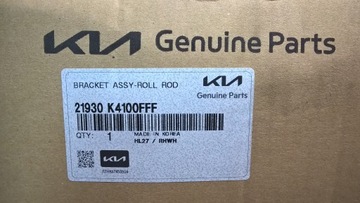 KIA Genuine Parts
BRACKET ASSY-ROLL ROD
KIA
Genuine Parts
21930 K4100FFF
QTY: 1
MADE IN KOREA
HL27 / RHWH
KIA